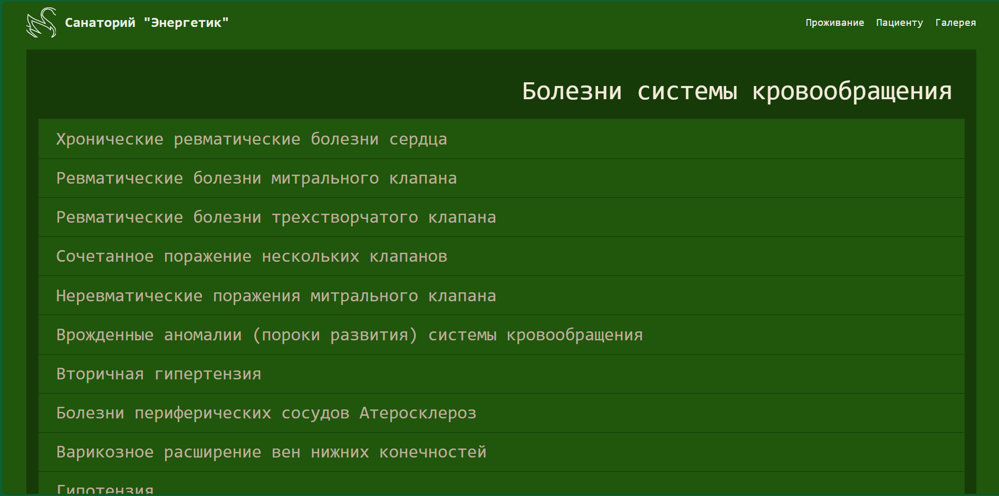 Санаторий "Энергетик"
Проживание Пациенту Галерея
Болезни системы кровообращения
Хронические ревматические болезни сердца
Ревматические болезни митрального клапана
Ревматические болезни трехстворчатого клапана
Сочетанное поражение нескольких клапанов
Неревматические поражения митрального клапана
Врожденные аномалии (пороки развития) системы кровообращения
Вторичная гипертензия
Болезни периферических сосудов Атеросклероз
Варикозное расширение вен нижних конечностей
Гипотензия